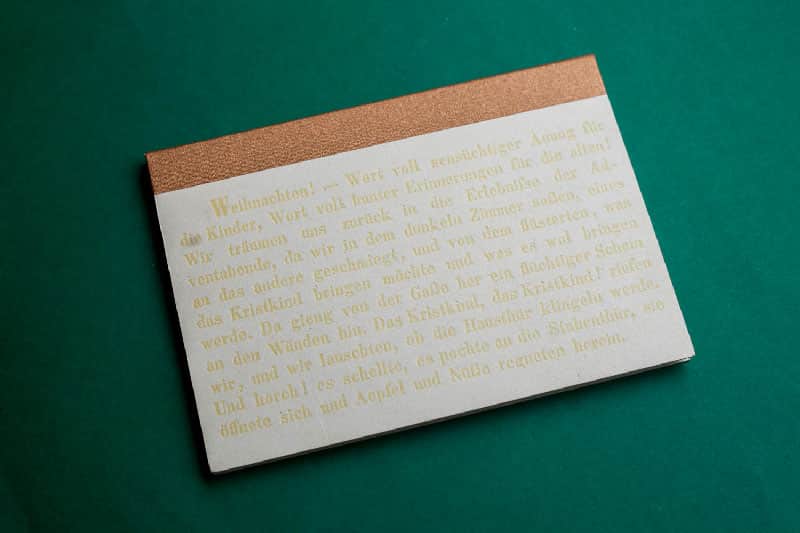 Weihnachten! — Wort voll sensüchtiger Anmug für
die Kinder, Wort voll bunter Erinnerungen für die alten!
Wir träumen uns zurück in die Erlebnisse der Ad-
ventabende, da wir in dem dunkeln Zimmer saßen, eines
an das andere geschmiegt, und von dem flüsterten, was
das Kristkind bringen möchte und was es wol bringen
werde. Da gieng von der Gaße her ein flüchtiger Schein
an den Wänden hin. Das Kristkind, das Kristkind! riefen
wir, und wir lauschten, ob die Hausthür klingeln werde.
Und horch! es schellte, es pochte an die Stubenthür, sie
öffnete sich und Aepfel und Nüße regneten herein.